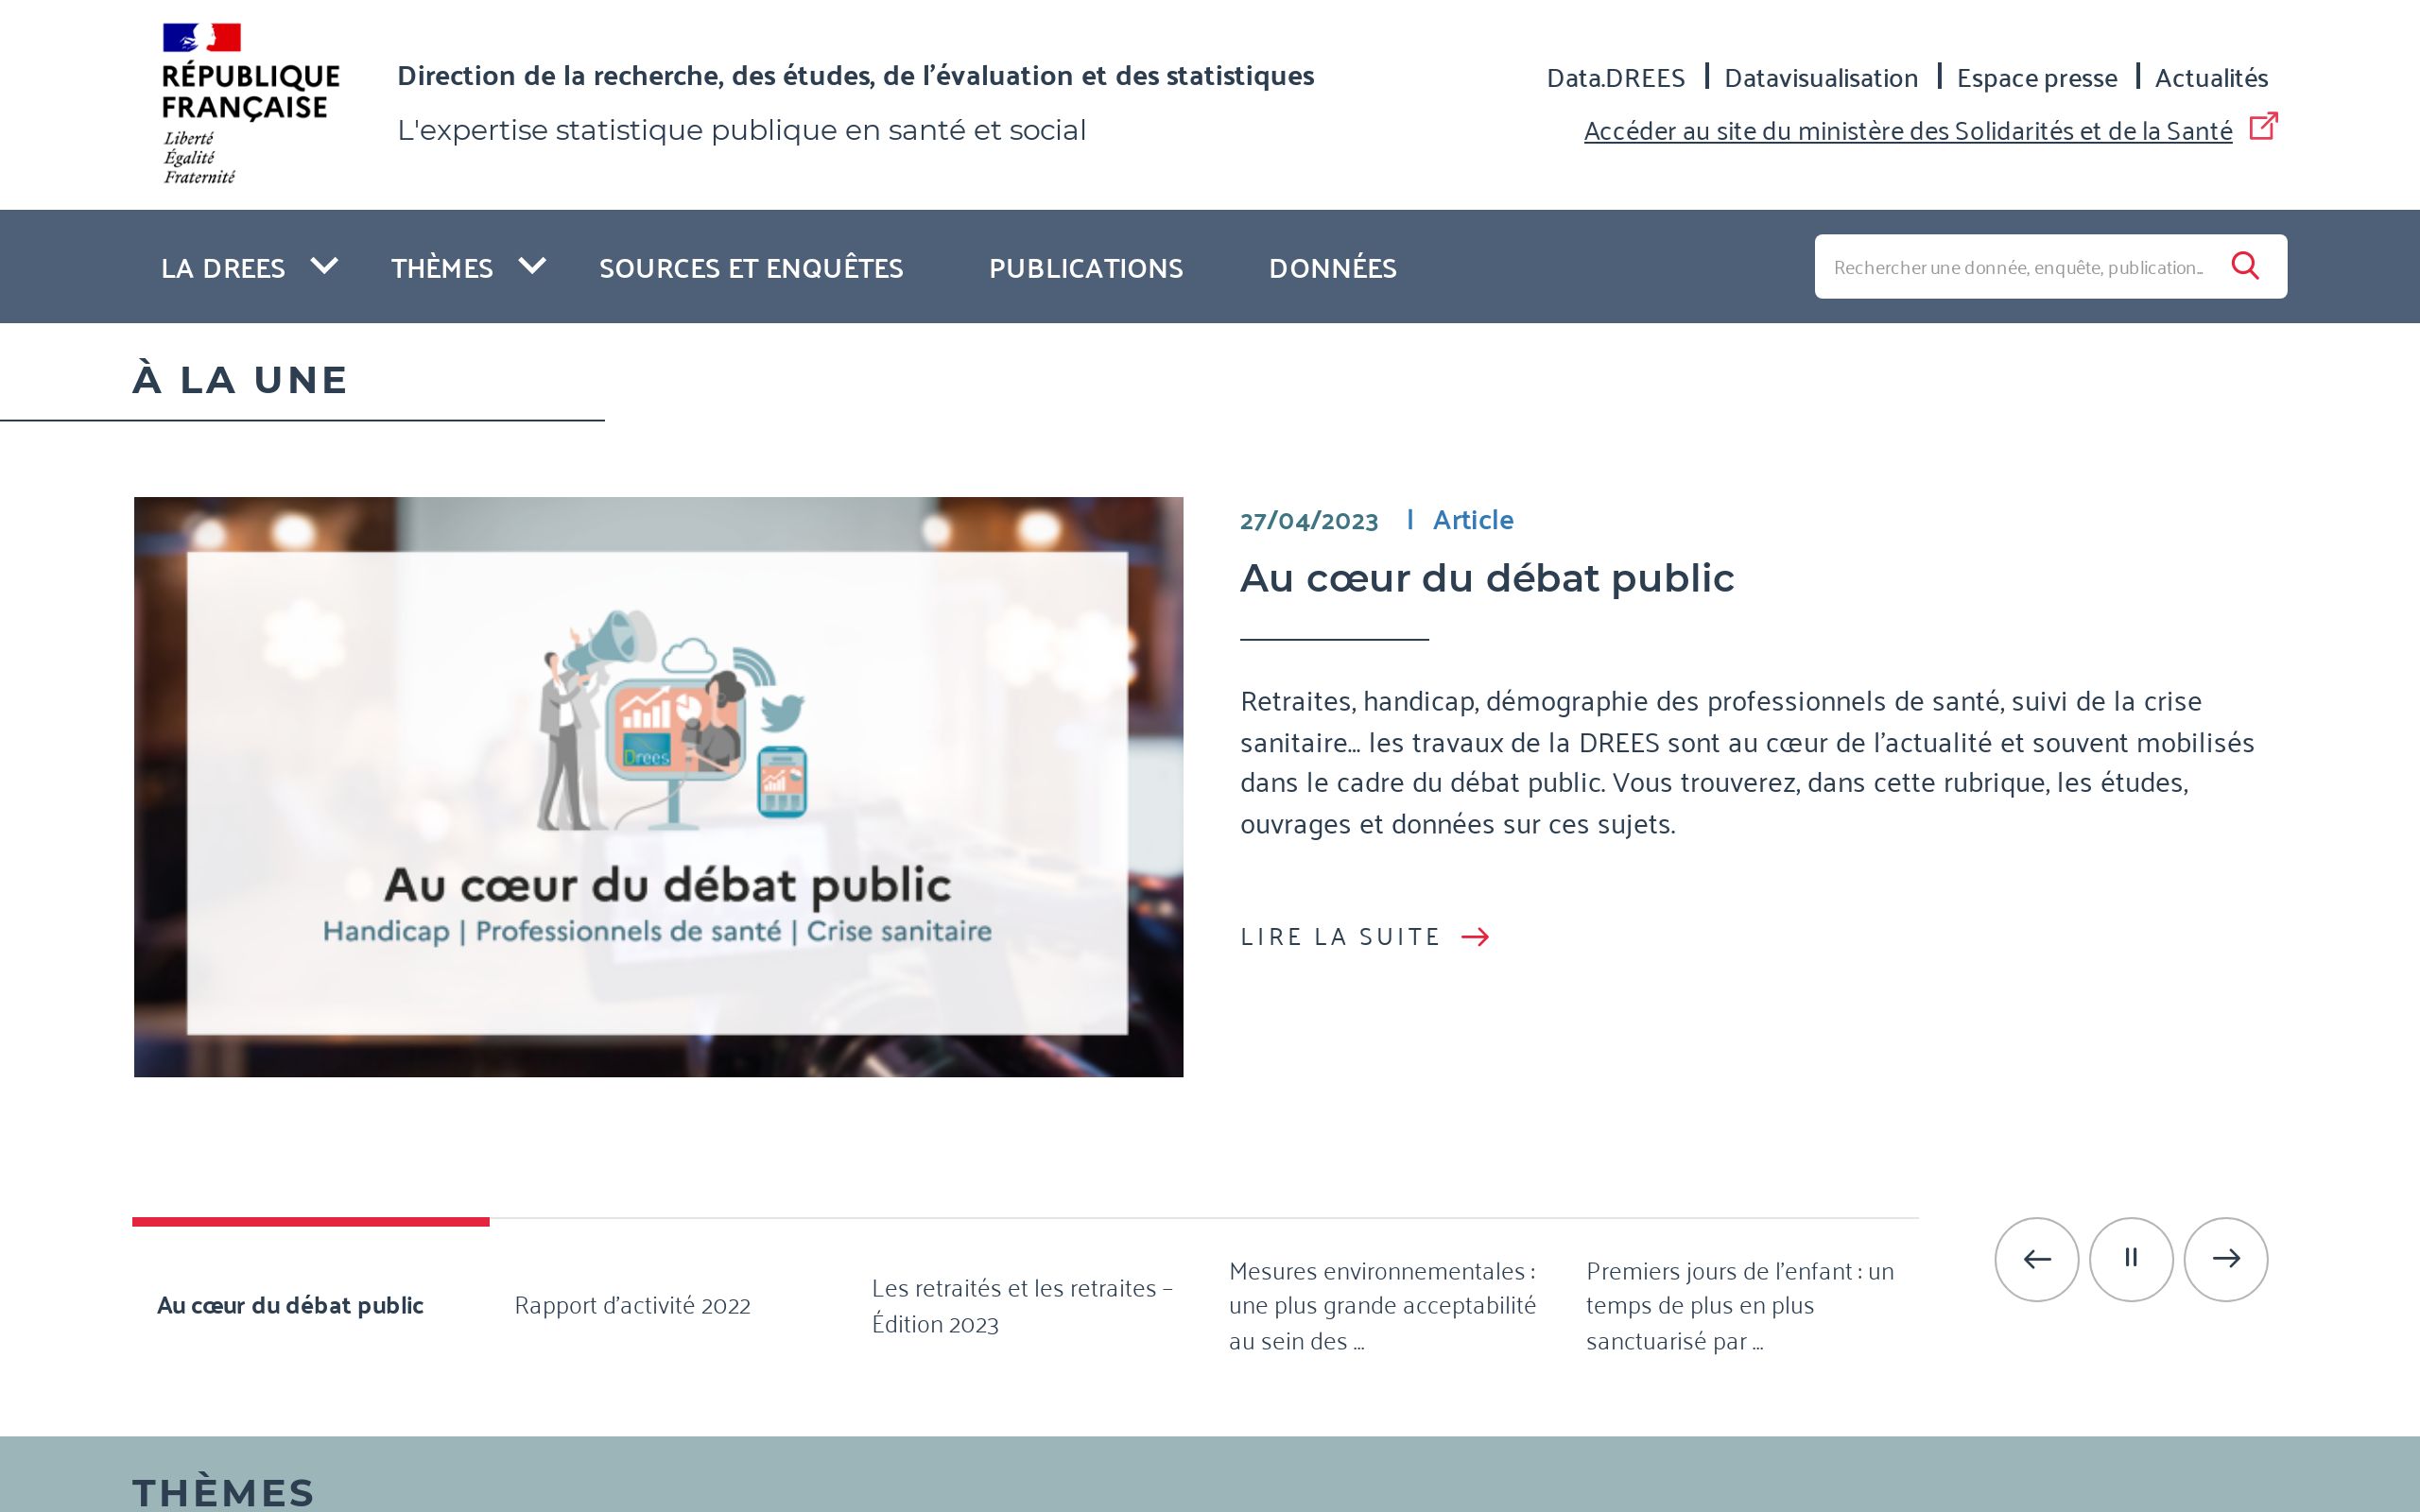 RÉPUBLIQUE
FRANÇAISE
Liberté
Égalité
Fraternité
Direction de la recherche, des études, de l'évaluation et des statistiques
L'expertise statistique publique en santé et social
Data.DREES | Datavisualisation | Espace presse | Actualités
Accéder au site du ministère des Solidarités et de la Santé
LA DREES THÈMES SOURCES ET ENQUÊTES PUBLICATIONS DONNÉES
Rechercher une donnée, enquête, publication...
À LA UNE
Drees
Au cœur du débat public
Handicap | Professionnels de santé | Crise sanitaire
27/04/2023 | Article
Au cœur du débat public
Retraites, handicap, démographie des professionnels de santé, suivi de la crise
sanitaire... les travaux de la DREES sont au cœur de l'actualité et souvent mobilisés
dans le cadre du débat public. Vous trouverez, dans cette rubrique, les études,
ouvrages et données sur ces sujets.
LIRE LA SUITE
Au cœur du débat public
Rapport d'activité 2022
Les retraités et les retraites –
Édition 2023
Mesures environnementales :
une plus grande acceptabilité
au sein des ...
Premiers jours de l'enfant : un
temps de plus en plus
sanctuarisé par ...
THÈMES